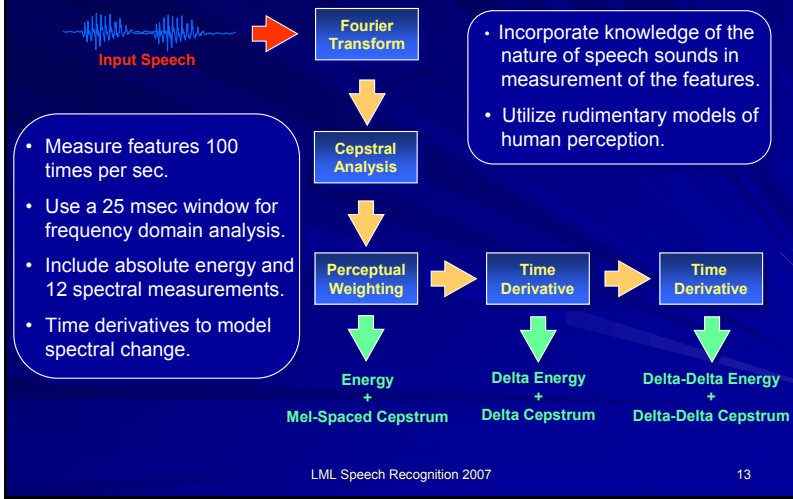 Input Speech
Fourier
Transform
• Incorporate knowledge of the
nature of speech sounds in
measurement of the features.
• Utilize rudimentary models of
human perception.
• Measure features 100
times per sec.
• Use a 25 msec window for
frequency domain analysis.
• Include absolute energy and
12 spectral measurements.
• Time derivatives to model
spectral change.
Cepstral
Analysis
Perceptual
Weighting
Time
Derivative
Time
Derivative
Energy
+
Mel-Spaced Cepstrum
Delta Energy
+
Delta Cepstrum
Delta-Delta Energy
+
Delta-Delta Cepstrum
LML Speech Recognition 2007
13